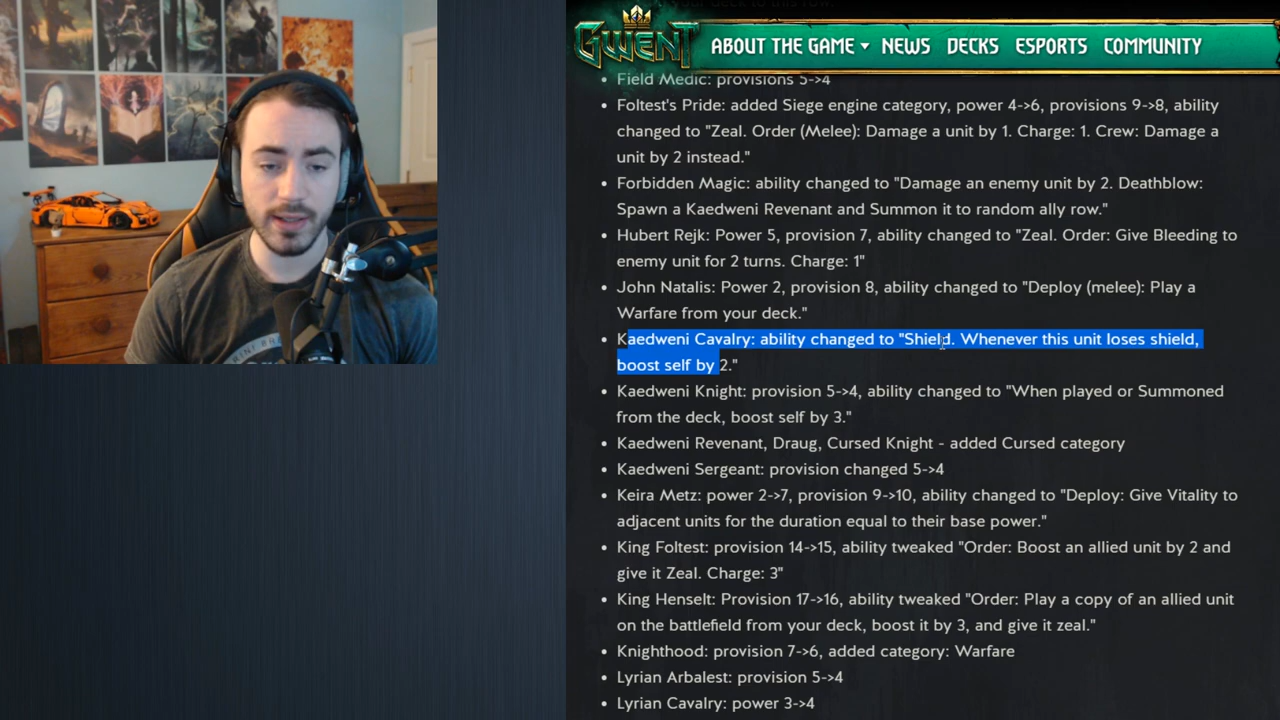 GWENT
ABOUT THE GAME NEWS DECKS ESPORTS COMMUNITY
Field Medic: provisions 5->4
Foltest's Pride: added Siege engine category, power 4->6, provisions 9->8, ability
changed to "Zeal. Order (Melee): Damage a unit by 1. Charge: 1. Crew: Damage a
unit by 2 instead."
Forbidden Magic: ability changed to "Damage an enemy unit by 2. Deathblow:
Spawn a Kaedweni Revenant and Summon it to random ally row."
Hubert Rejk: Power 5, provision 7, ability changed to "Zeal. Order: Give Bleeding to
enemy unit for 2 turns. Charge: 1"
John Natalis: Power 2, provision 8, ability changed to "Deploy (melee): Play a
Warfare from your deck."
Kaedweni Cavalry: ability changed to "Shield. Whenever this unit loses shield,
boost self by 2."
Kaedweni Knight: provision 5->4, ability changed to "When played or Summoned
from the deck, boost self by 3."
Kaedweni Revenant, Draug, Cursed Knight - added Cursed category
Kaedweni Sergeant: provision changed 5->4
Keira Metz: power 2->7, provision 9->10, ability changed to "Deploy: Give Vitality to
adjacent units for the duration equal to their base power."
King Foltest: provision 14->15, ability tweaked "Order: Boost an allied unit by 2 and
give it Zeal. Charge: 3"
King Henselt: Provision 17->16, ability tweaked "Order: Play a copy of an allied unit
on the battlefield from your deck, boost it by 3, and give it zeal."
Knighthood: provision 7->6, added category: Warfare
Lyrian Arbalest: provision 5->4
Lyrian Cavalry: power 3->4